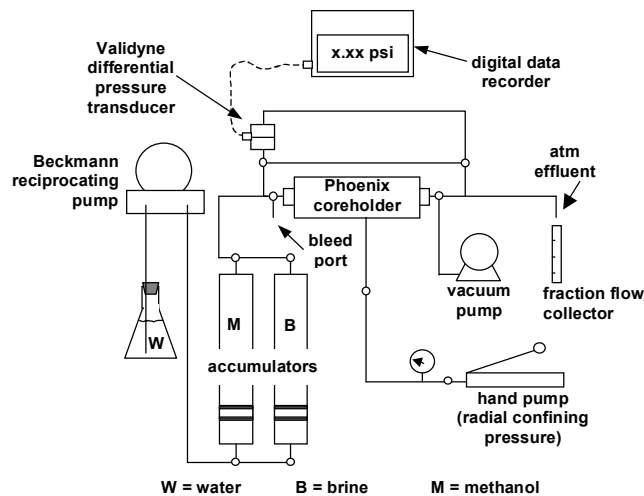 Validyne
differential
pressure
transducer
x.xx psi
digital data
recorder
Beckmann
reciprocating
pump
Phoenix
coreholder
atm
effluent
bleed
port
vacuum
pump
fraction flow
collector
W
M
B
accumulators
hand pump
(radial confining
pressure)
W = water B = brine M = methanol